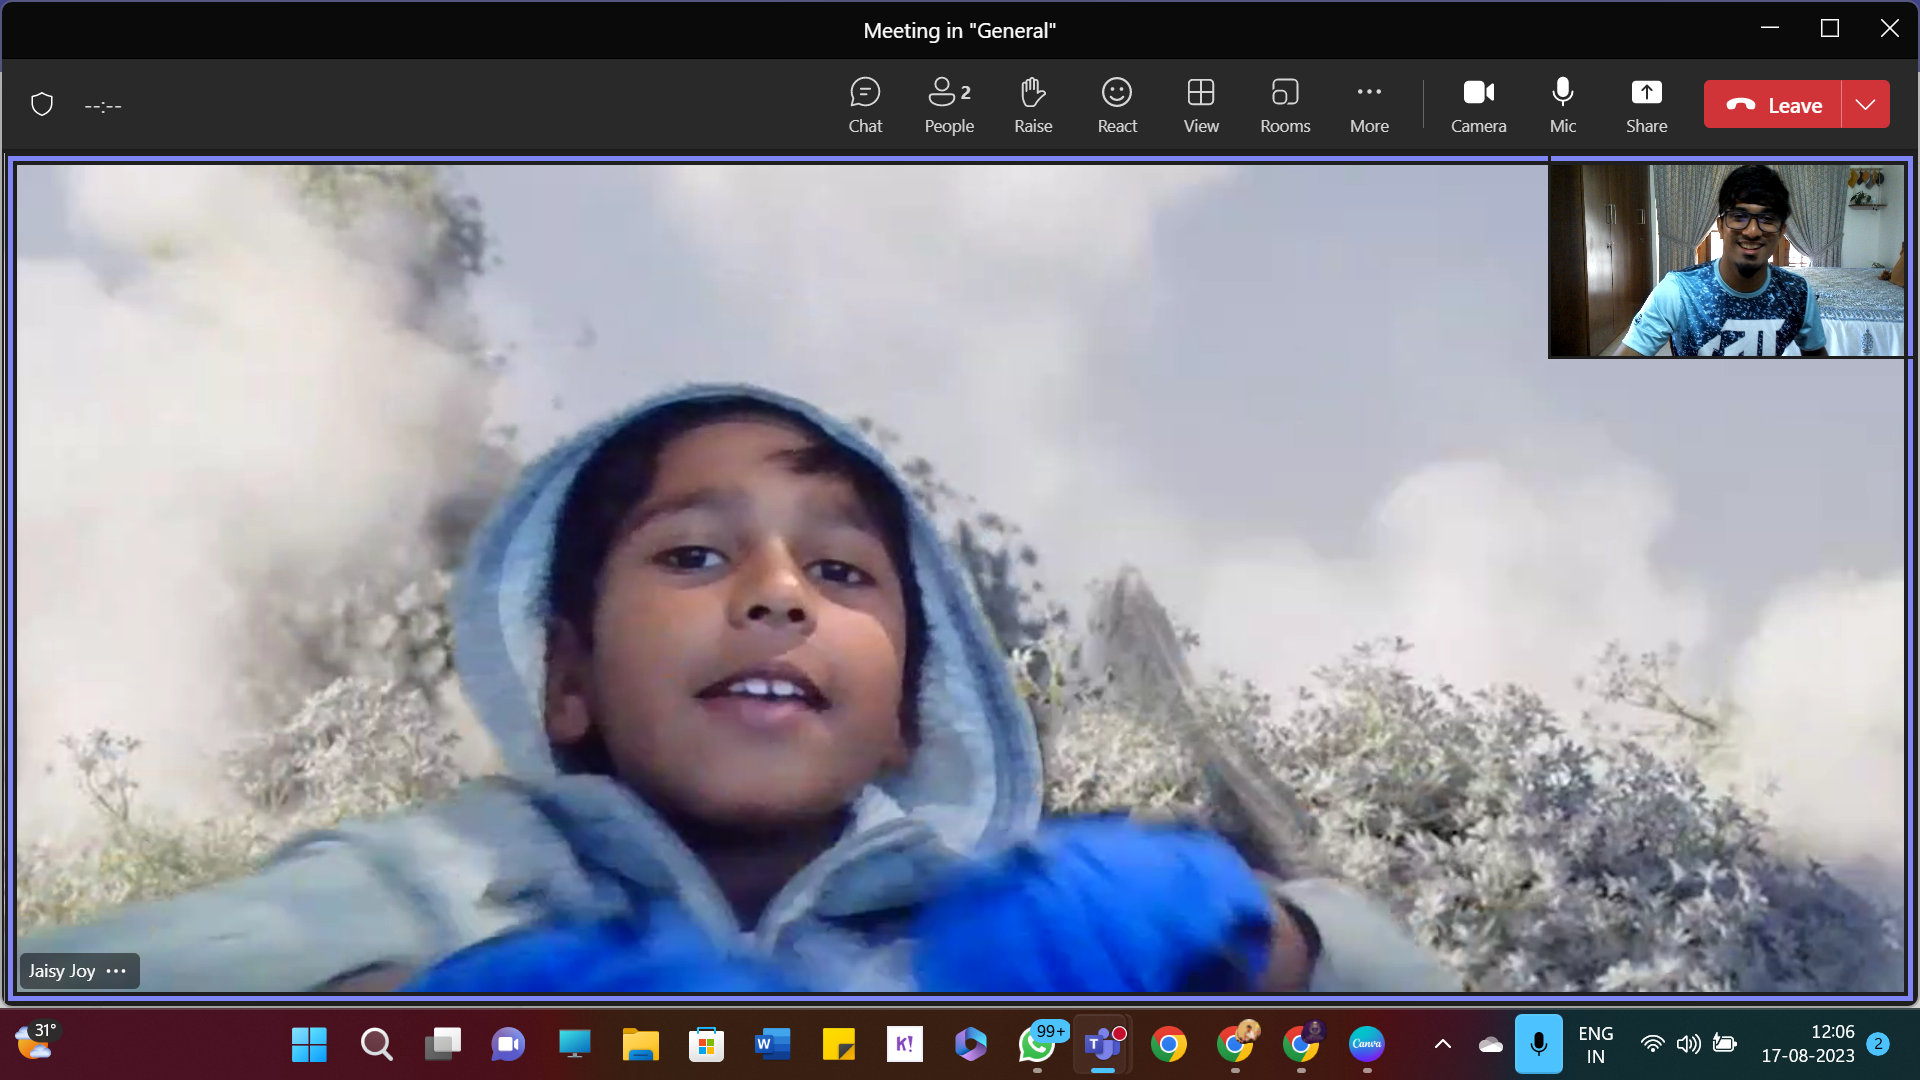 Meeting in "General"
--:--
Chat
People 2
Raise
React
View
Rooms
More
Camera
Mic
Share
Leave
Jaisy Joy
31°
W
K!
99+
T
Canva
ENG
IN
12:06
17-08-2023
2